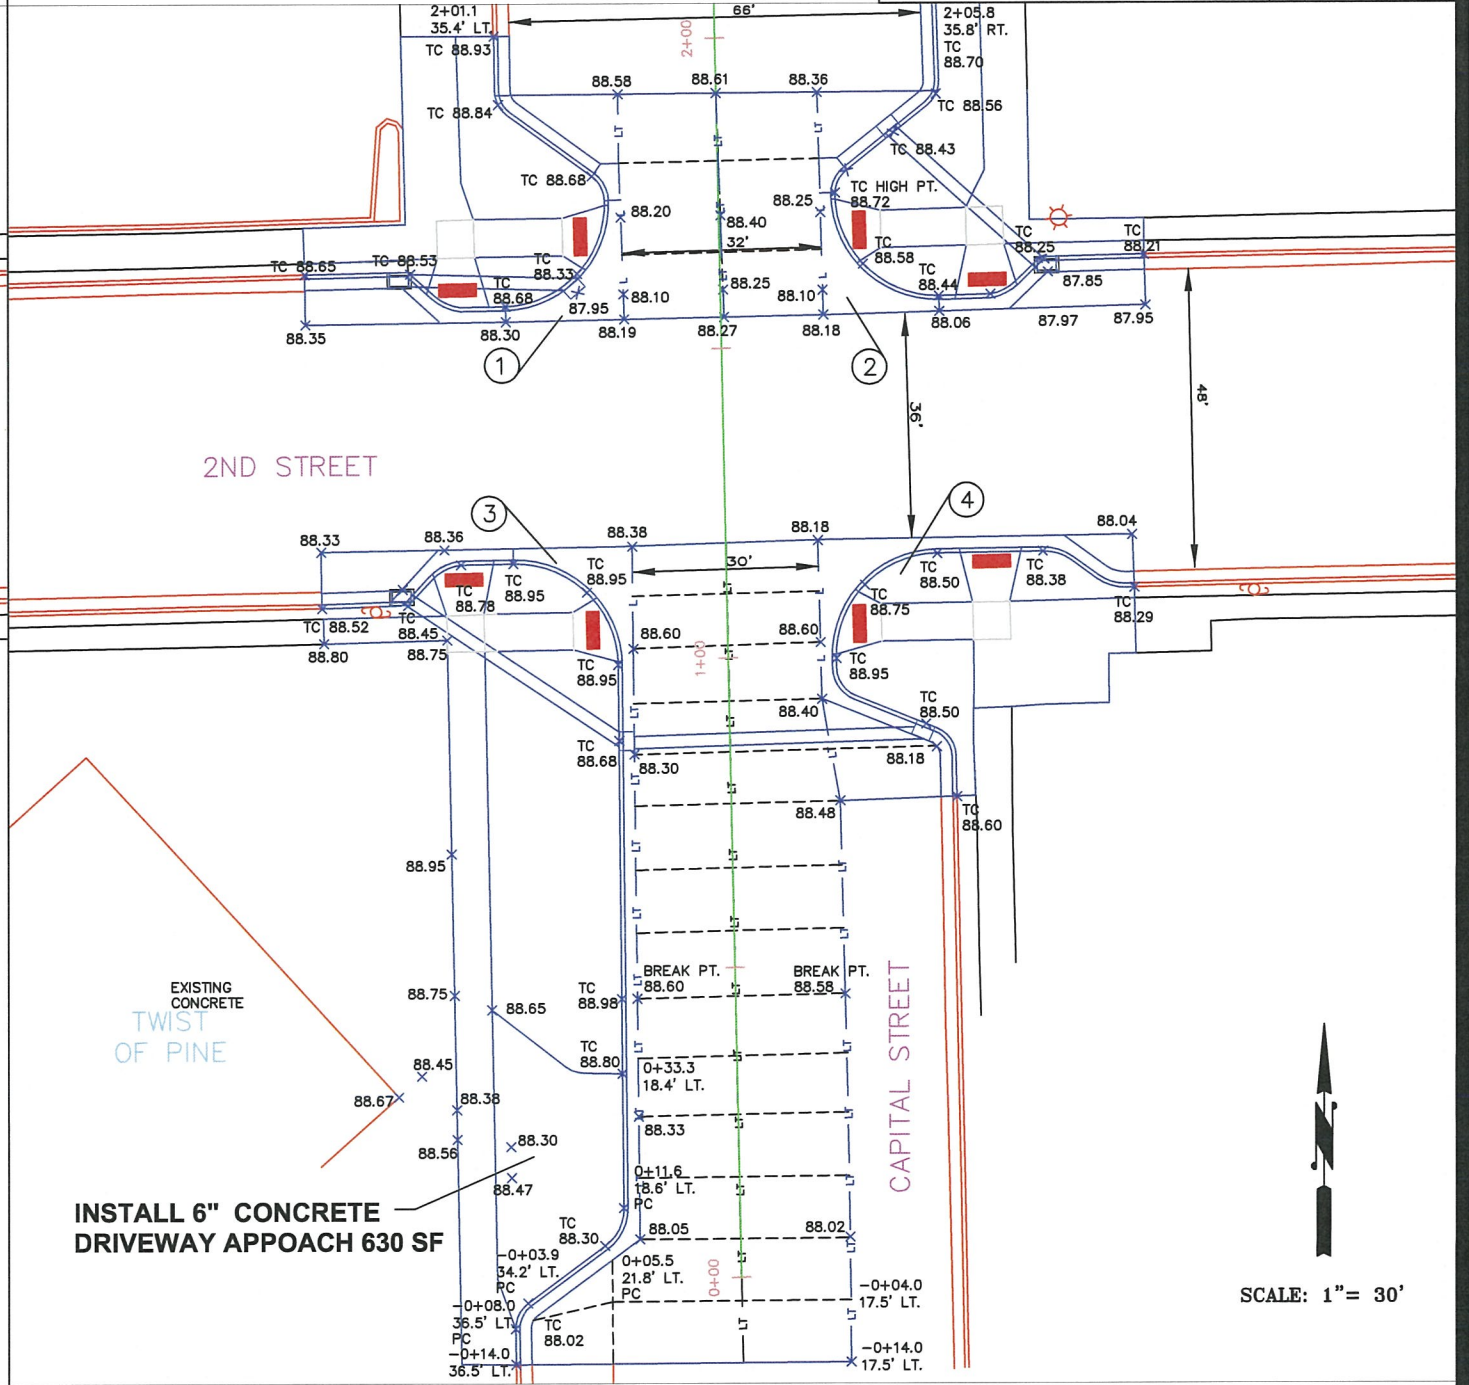 2+01.1
35.4' LT.
66'
2+05.8
35.8' RT.
2+00
TC 88.93
TC
88.70
88.58
88.61
88.36
TC 88.84
TC 88.56
LT
LT
LT
TC 88.43
TC 88.68
TC HIGH PT.
88.72
88.20
88.40
88.25
32'
TC
88.25
TC
88.21
TC 88.65
TC 88.53
TC
88.33
TC
88.58
TC
88.68
TC
88.44
87.85
87.95
88.10
88.25
88.10
88.35
88.30
88.19
88.27
88.18
88.06
87.97
87.95
1
2
36'
48'
2ND STREET
3
4
88.33
88.36
88.38
88.18
88.04
30'
TC
88.95
TC
88.78
TC
88.95
TC
88.50
TC
88.38
TC
88.75
TC
88.29
TC 88.52
TC
88.45
88.60
88.60
88.80
88.75
1+00
TC
88.95
88.95
88.40
TC
88.50
TC
88.68
88.30
88.18
88.48
TC
88.60
88.95
BREAK PT.
88.60
BREAK PT.
88.58
EXISTING
CONCRETE
TWIST
OF PINE
88.75
88.65
TC
88.98
CAPITAL STREET
TC
88.80
0+33.3
18.4' LT.
88.45
88.67
88.38
88.33
88.56
88.30
88.47
0+11.6
18.6' LT.
PC
INSTALL 6" CONCRETE
DRIVEWAY APPOACH 630 SF
TC
88.30
88.05
88.02
-0+03.9
34.2' LT.
PC
0+05.5
21.8' LT.
PC
0+00
-0+04.0
17.5' LT.
-0+08.0
36.5' LT.
PC
TC
88.02
LT
-0+14.0
36.5' LT.
-0+14.0
17.5' LT.
N
SCALE: 1"= 30'